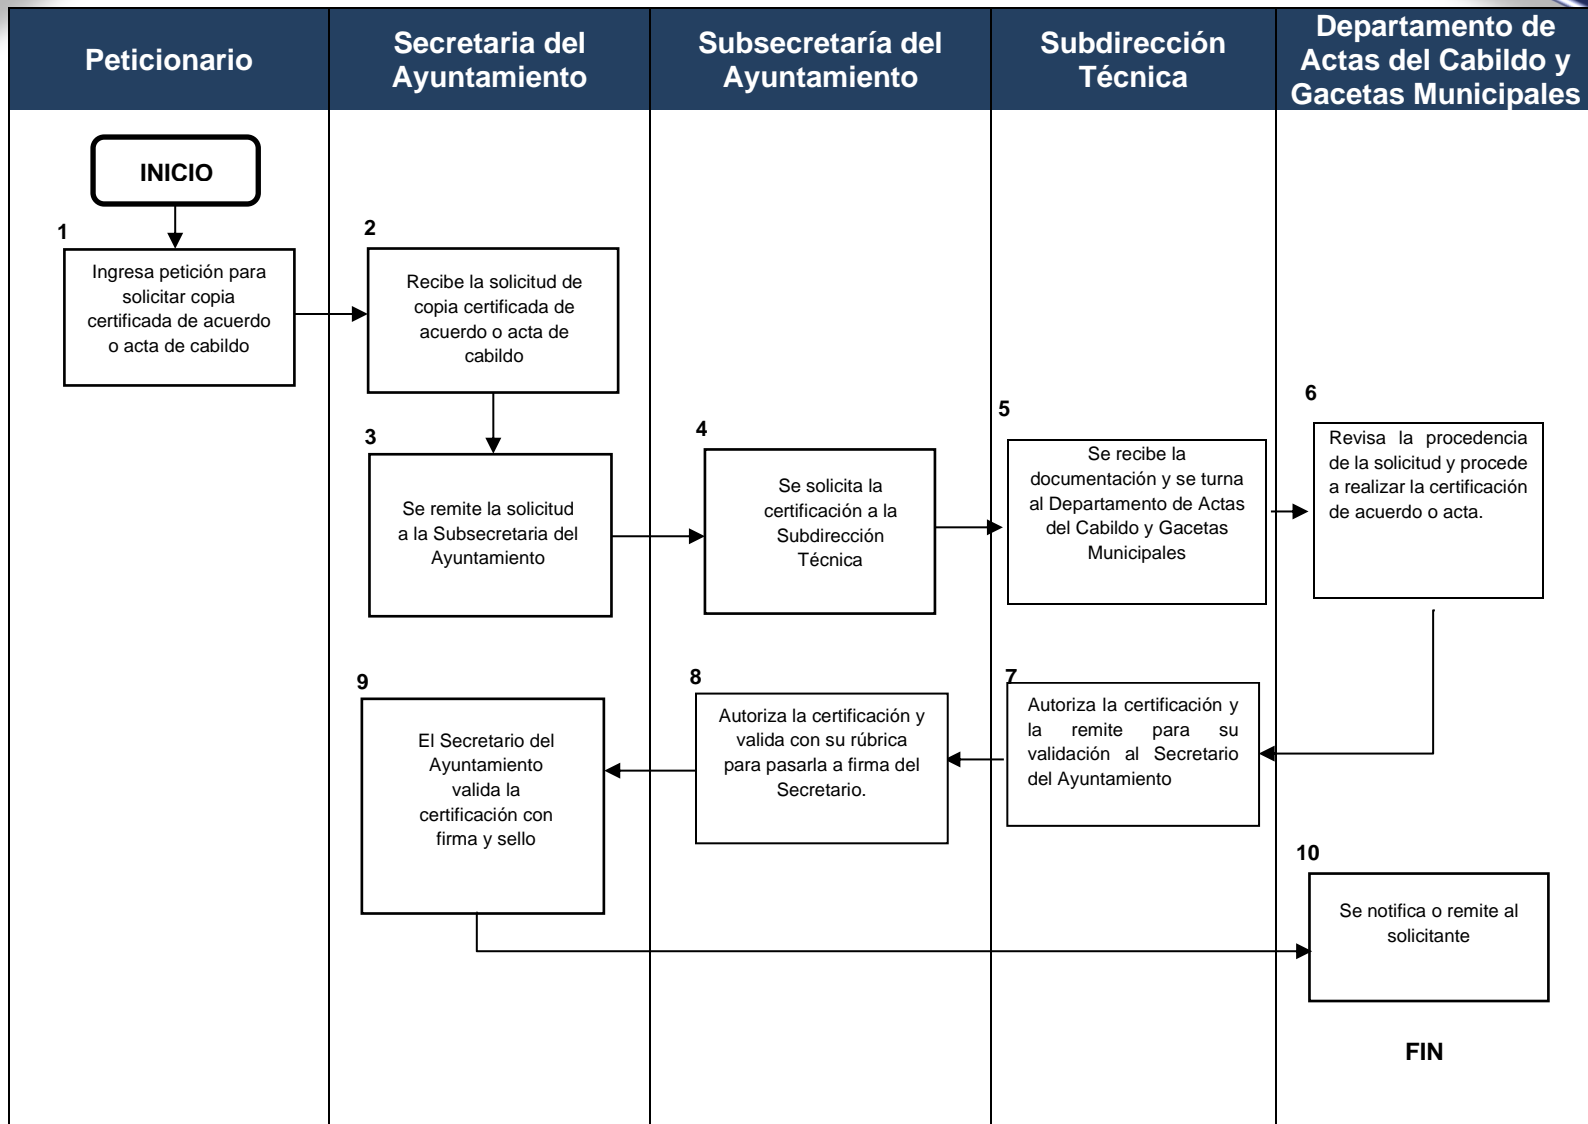 Peticionario
Secretaria del
Ayuntamiento
Subsecretaría del
Ayuntamiento
Subdirección
Técnica
Departamento de
Actas del Cabildo y
Gacetas Municipales
INICIO
1
Ingresa petición para
solicitar copia
certificada de acuerdo
o acta de cabildo
2
Recibe la solicitud de
copia certificada de
acuerdo o acta de
cabildo
3
Se remite la solicitud
a la Subsecretaria del
Ayuntamiento
4
Se solicita la
certificación a la
Subdirección
Técnica
5
Se recibe la
documentación y se turna
al Departamento de Actas
del Cabildo y Gacetas
Municipales
6
Revisa la procedencia
de la solicitud y procede
a realizar la certificación
de acuerdo o acta.
7
Autoriza la certificación y
la remite para su
validación al Secretario
del Ayuntamiento
8
Autoriza la certificación y
valida con su rúbrica
para pasarla a firma del
Secretario.
9
El Secretario del
Ayuntamiento
valida la
certificación con
firma y sello
10
Se notifica o remite al
solicitante
FIN